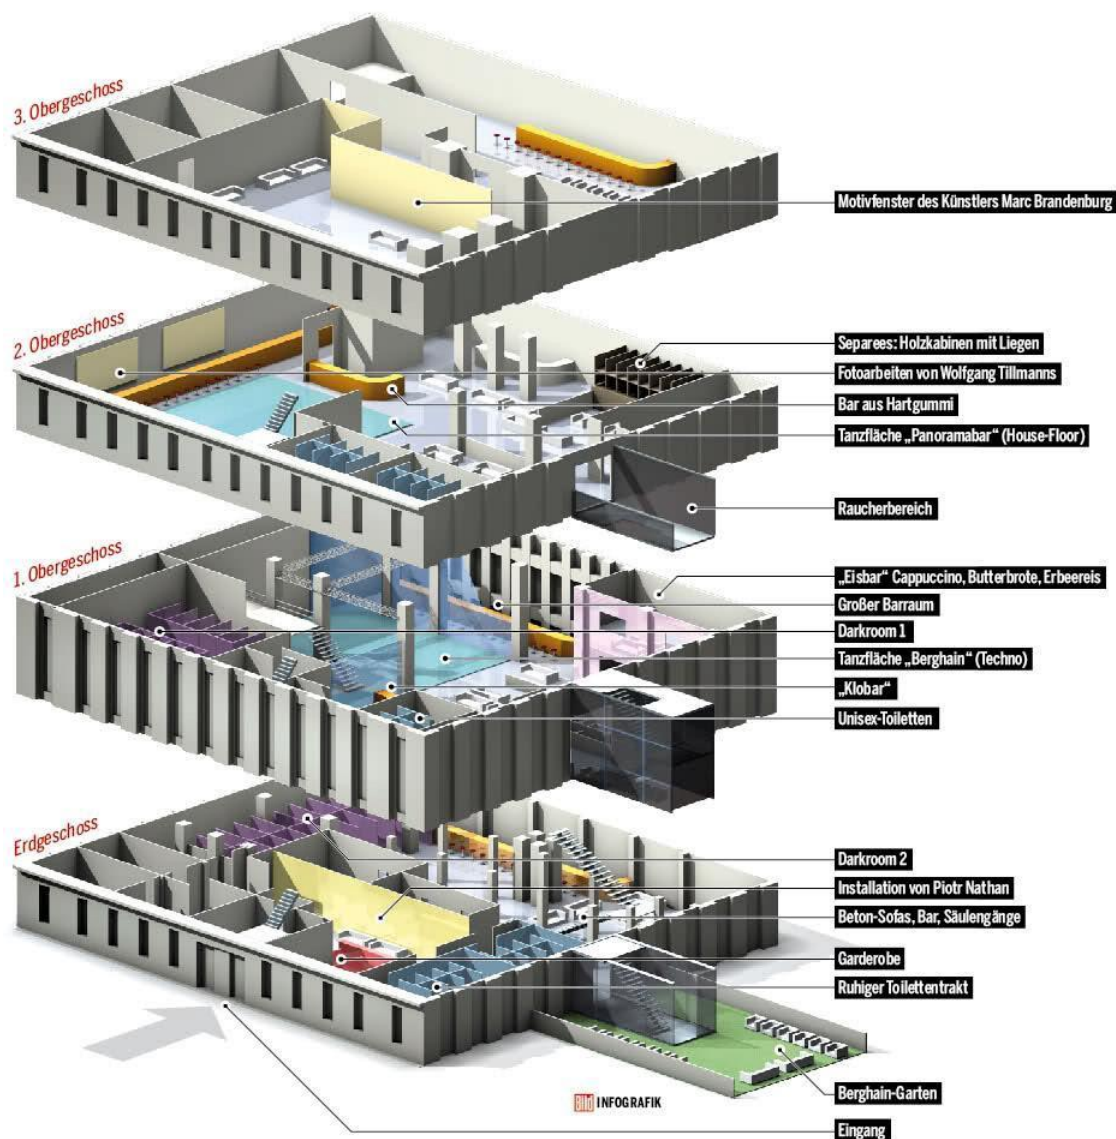 3. Obergeschoss
Motivfenster des Künstlers Marc Brandenburg
2. Obergeschoss
Separees: Holzkabinen mit Liegen
Fotoarbeiten von Wolfgang Tillmanns
Bar aus Hartgummi
Tanzfläche „Panoramabar“ (House-Floor)
Raucherbereich
1. Obergeschoss
„Eisbar“ Cappuccino, Butterbrote, Erbeereis
Großer Barraum
Darkroom 1
Tanzfläche „Berghain“ (Techno)
„Klobar“
Unisex-Toiletten
Erdgeschoss
Darkroom 2
Installation von Piotr Nathan
Beton-Sofas, Bar, Säulengänge
Garderobe
Ruhiger Toilettentrakt
Berghain-Garten
Eingang
Bild INFOGRAFIK